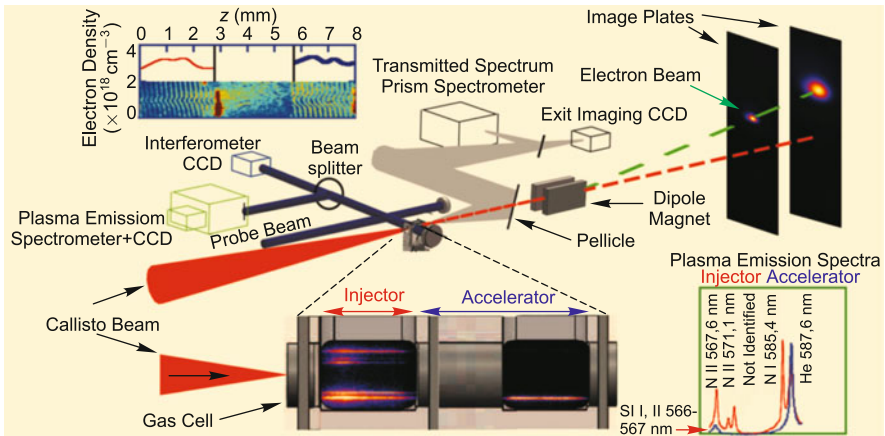 z (mm)
0 1 2 3 4 5 6 7 8
Electron Density
(×10^18 cm^−3)
4
2
2
0
Interferometer
CCD
Beam
splitter
Plasma Emissiom
Spectrometer+CCD
Probe Beam
Transmitted Spectrum
Prism Spectrometer
Exit Imaging CCD
Image Plates
Electron Beam
Dipole
Magnet
Pellicle
Callisto Beam
Gas Cell
Injector
Accelerator
Plasma Emission Spectra
Injector Accelerator
N II 567,6 nm
N II 571,1 nm
Not Identified
N I 585,4 nm
He 587,6 nm
SI I, II 566-
567 nm